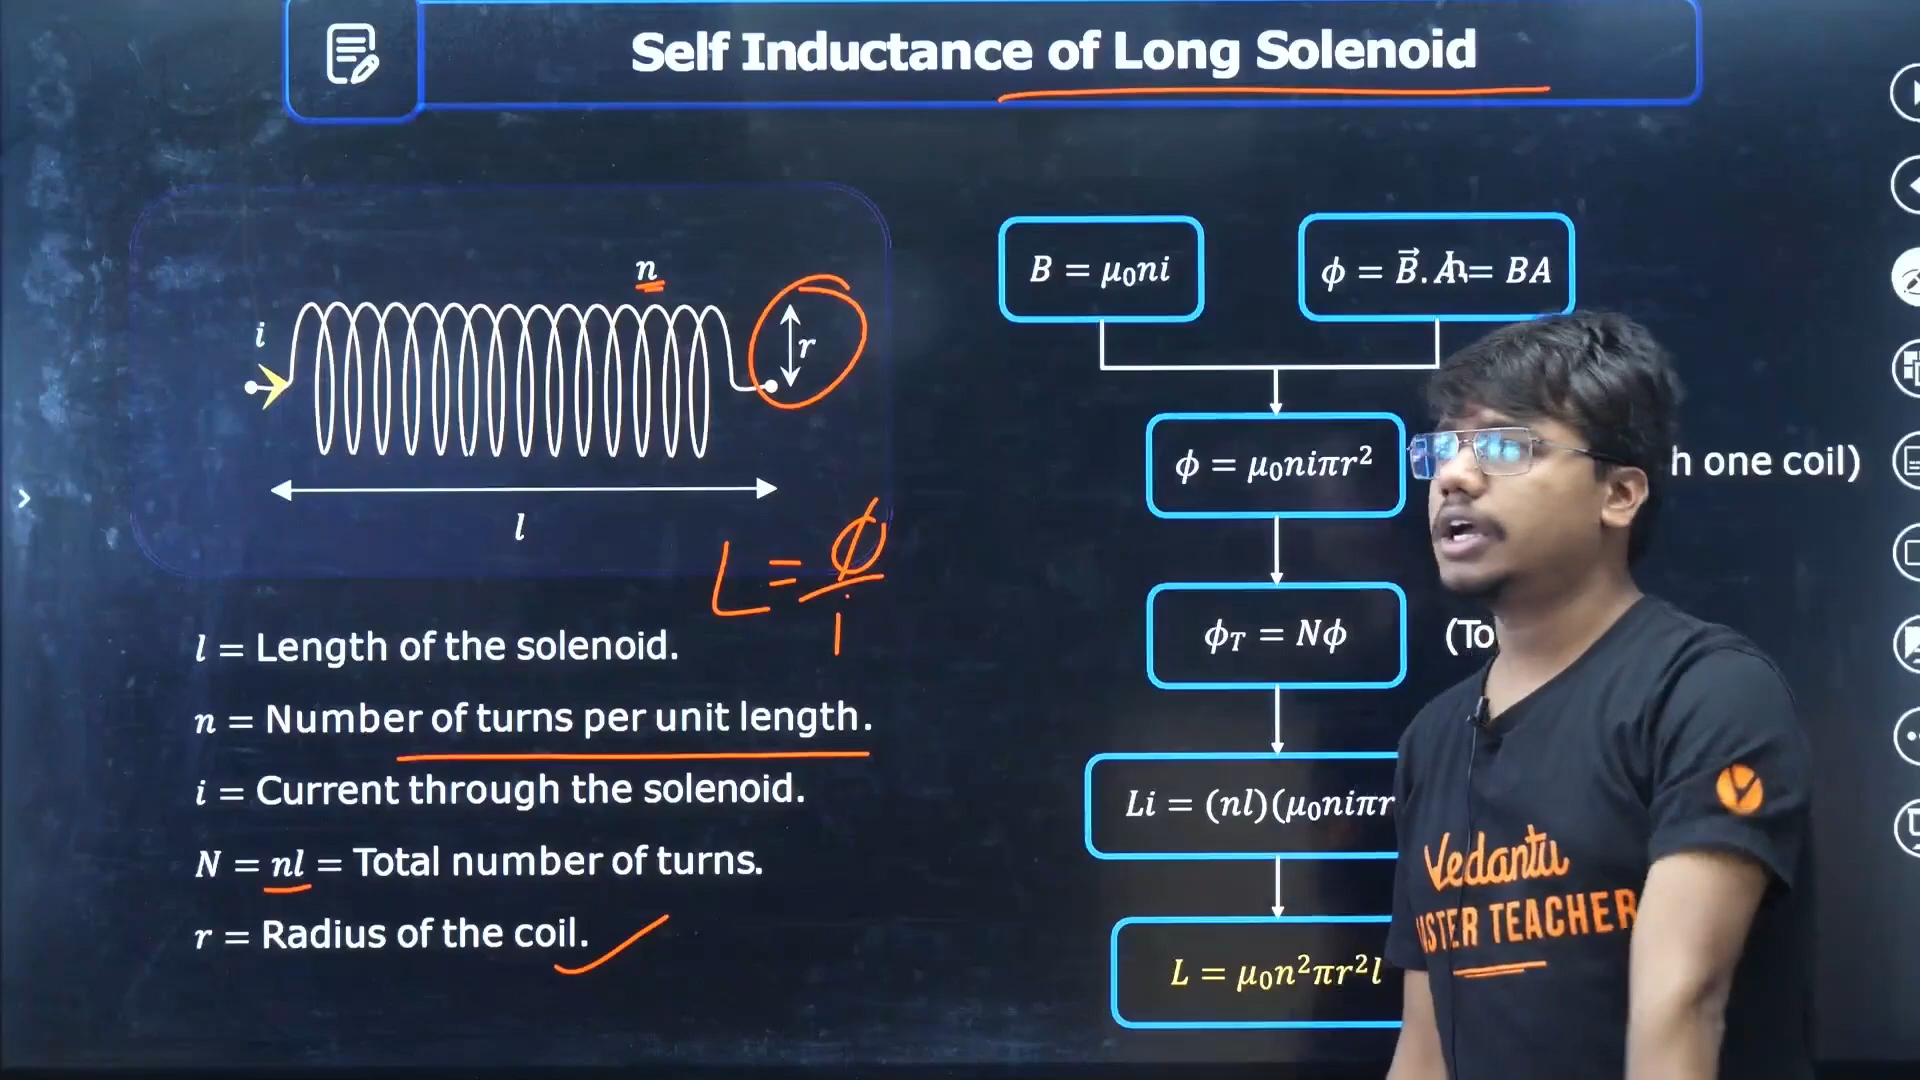 Self Inductance of Long Solenoid
n
i
r
l
L = ϕ/i
l = Length of the solenoid.
n = Number of turns per unit length.
i = Current through the solenoid.
N = nl = Total number of turns.
r = Radius of the coil.
B = μ₀ni
ϕ = B⃗. A⃗ = BA
ϕ = μ₀niπr²
h one coil)
ϕ_T = Nϕ
(To
Li = (nl)(μ₀niπr
L = μ₀n²πr²l
Vedantu
STER TEACHER